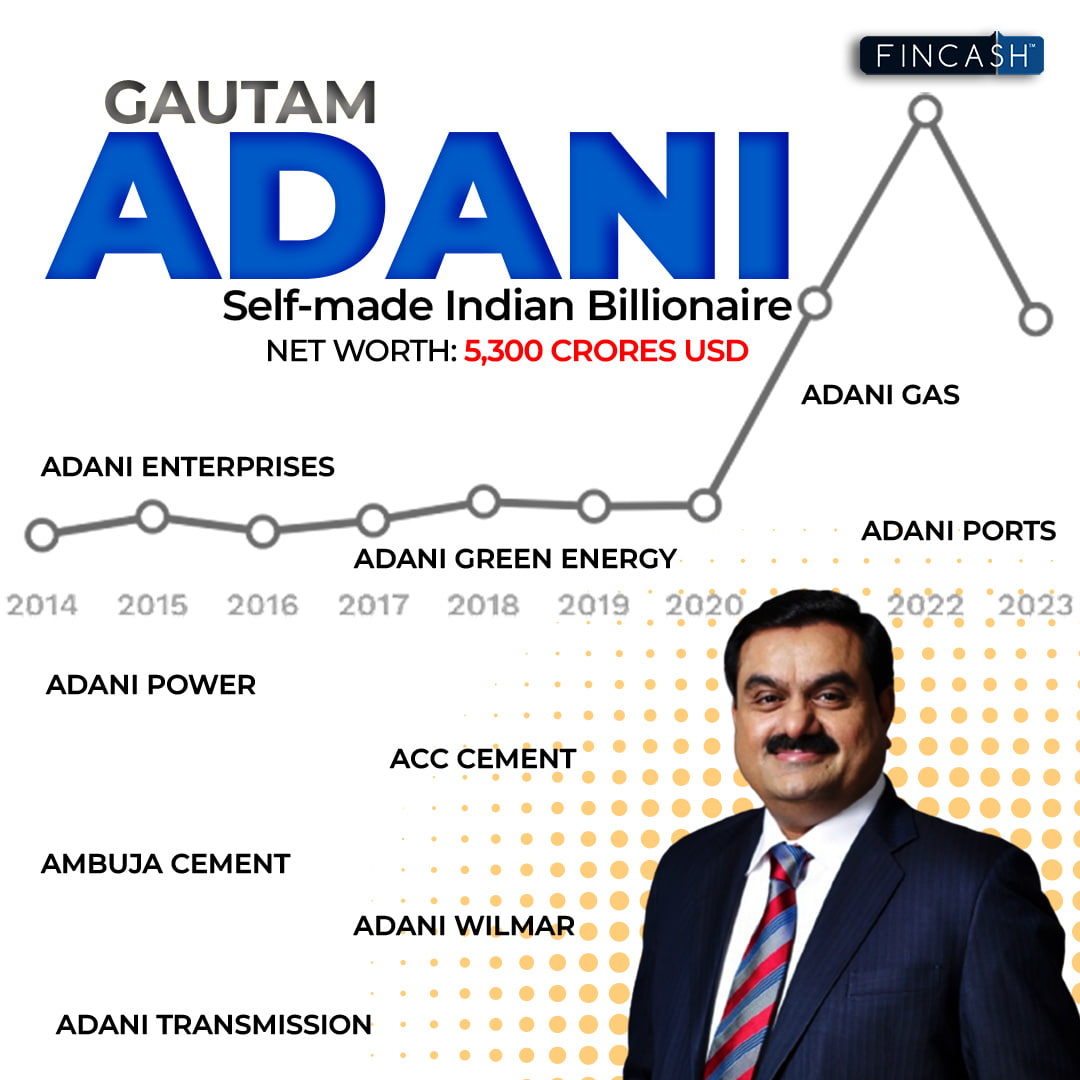 FINCASH™
GAUTAM
ADANI
Self-made Indian Billionaire
NET WORTH: 5,300 CRORES USD
ADANI GAS
ADANI ENTERPRISES
ADANI PORTS
ADANI GREEN ENERGY
2014 2015 2016 2017 2018 2019 2020 2022 2023
ADANI POWER
ACC CEMENT
AMBUJA CEMENT
ADANI WILMAR
ADANI TRANSMISSION